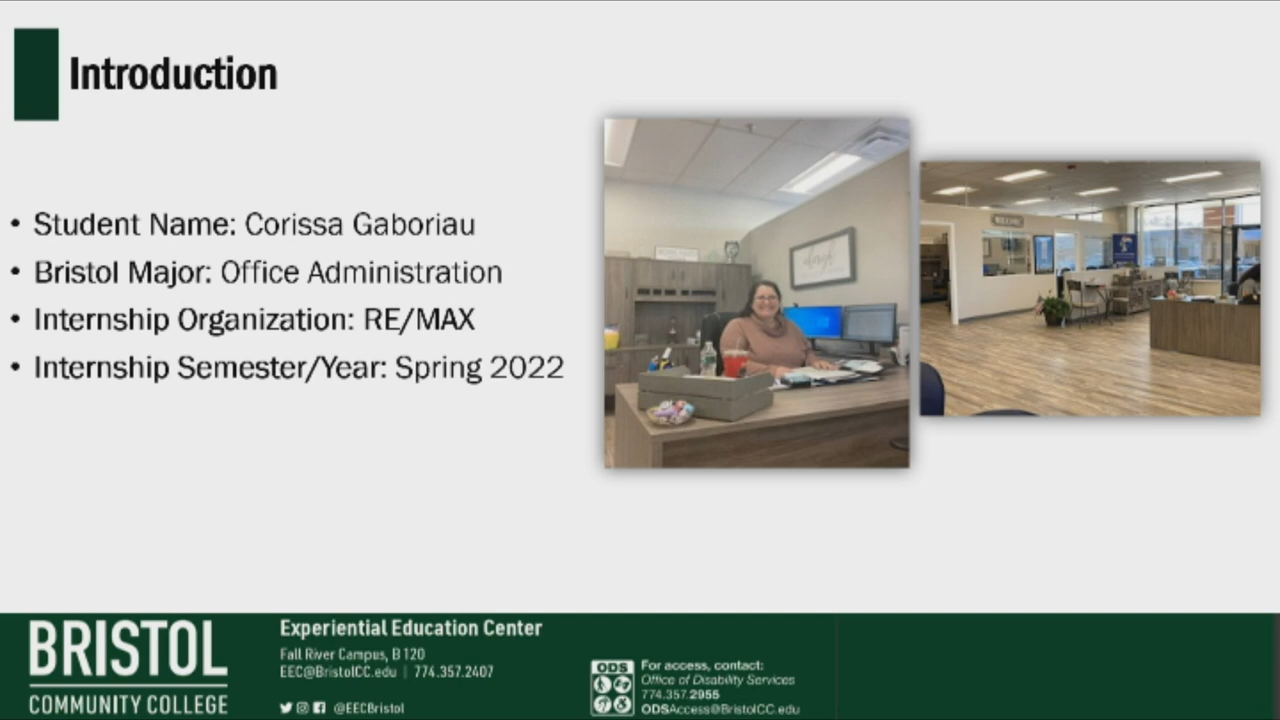 Introduction
• Student Name: Corissa Gaboriau
• Bristol Major: Office Administration
• Internship Organization: RE/MAX
• Internship Semester/Year: Spring 2022
BRISTOL
COMMUNITY COLLEGE
Experiential Education Center
Fall River Campus, B 120
EEC@BristolCC.edu | 774.357.2407
@EECBristol
ODS
For access, contact:
Office of Disability Services
774.357.2955
ODSAccess@BristolCC.edu